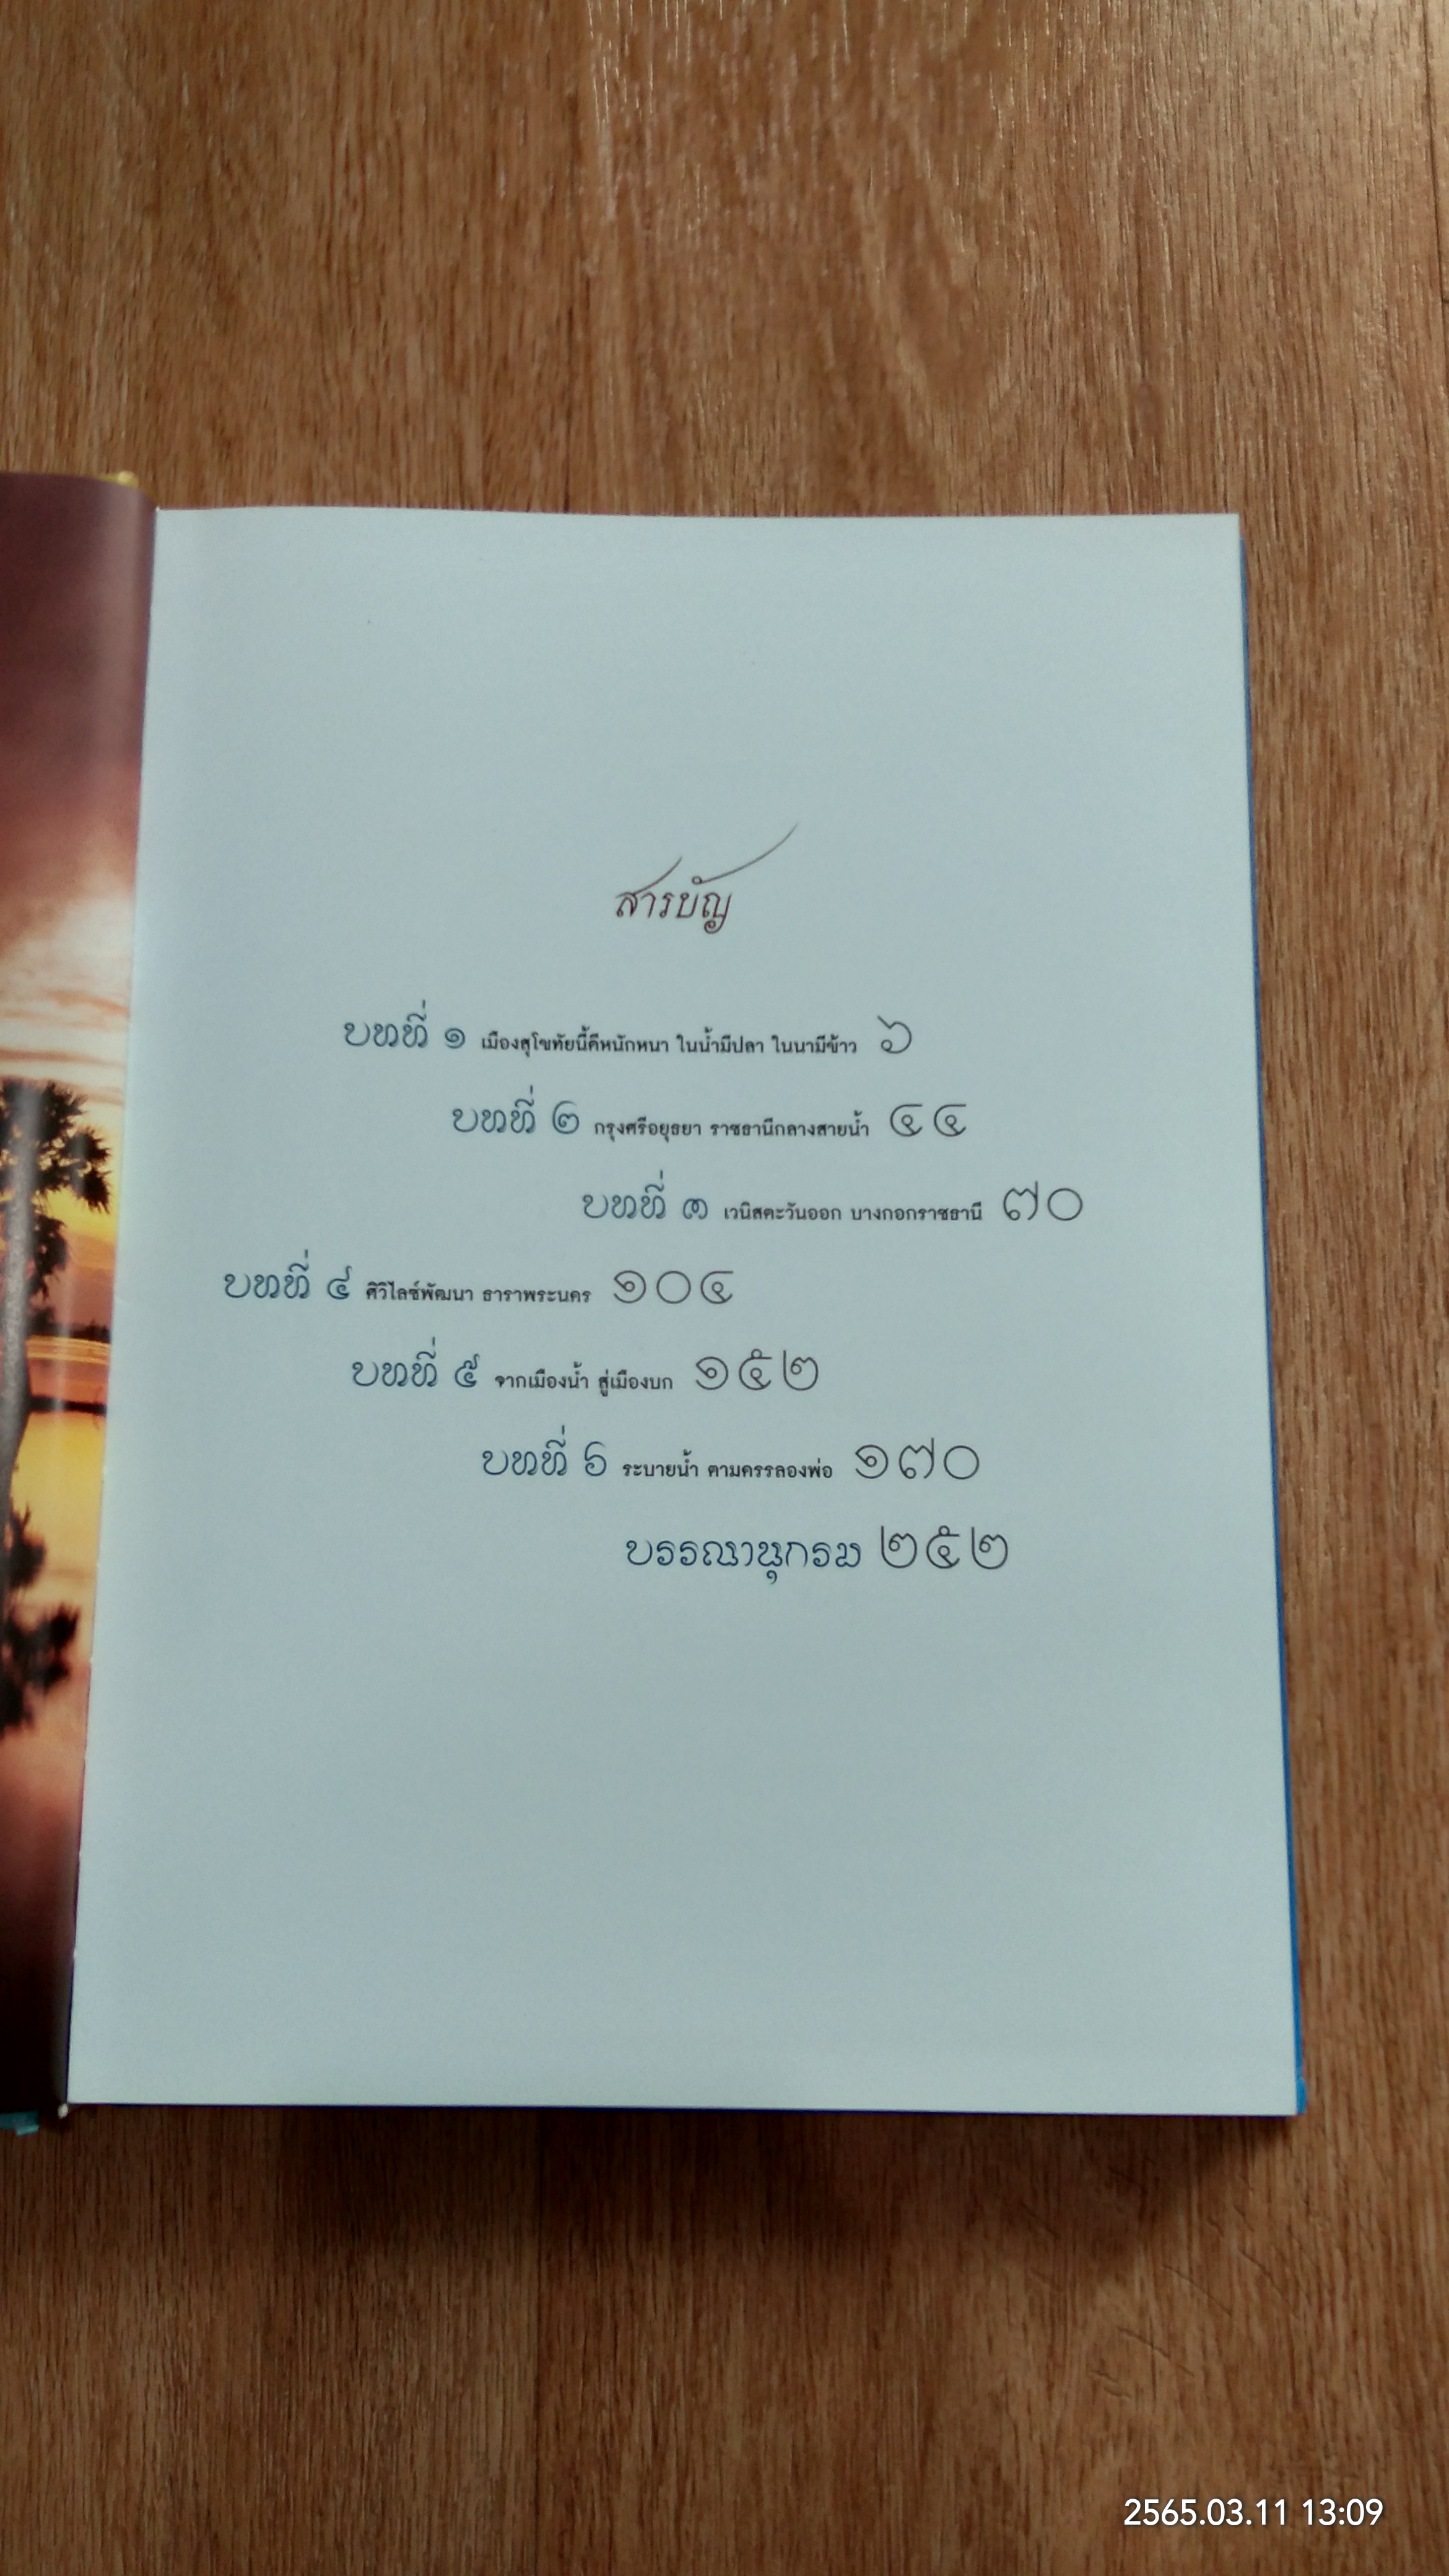 สารบัญ
บทที่ ๑ เมืองสุโขทัยนี้ดีหนักหนา ในน้ำมีปลา ในนามีข้าว ๖
บทที่ ๒ กรุงศรีอยุธยา ราชธานีกลางสายน้ำ ๔๔
บทที่ ๓ เวนิสตะวันออก บางกอกราชธานี ๗๐
บทที่ ๔ ศิวิไลซ์พัฒนา ธาราพระนคร ๑๐๔
บทที่ ๕ จากเมืองน้ำ สู่เมืองบก ๑๕๒
บทที่ ๖ ระบายน้ำ ตามครรลองพ่อ ๑๗๐
บรรณานุกรม ๒๕๒
2565.03.11 13:09